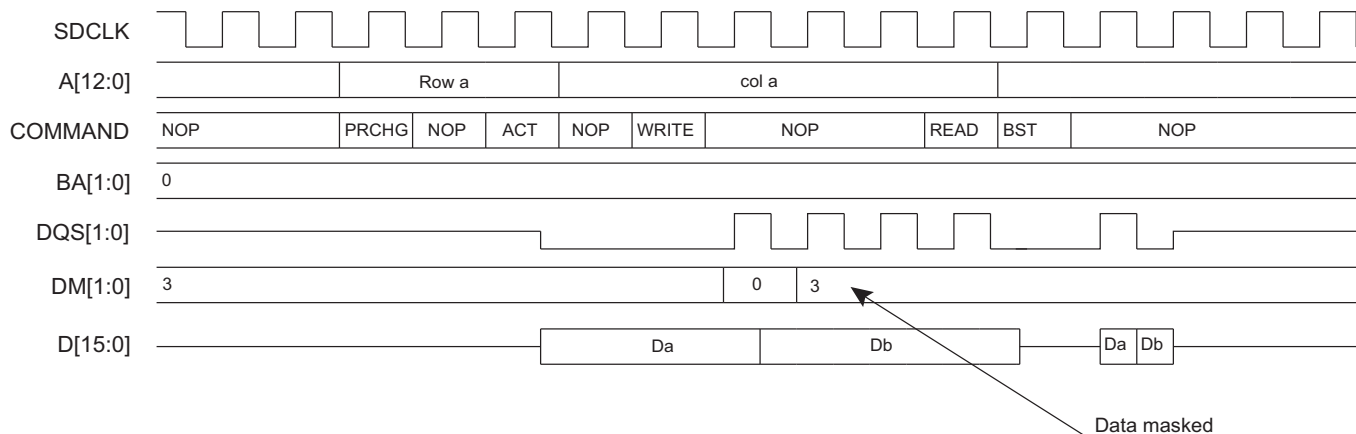 SDCLK
A[12:0] Row a col a
COMMAND NOP PRCHG NOP ACT NOP WRITE NOP READ BST NOP
BA[1:0] 0
DQS[1:0]
DM[1:0] 3 0 3
D[15:0] Da Db Da Db
Data masked